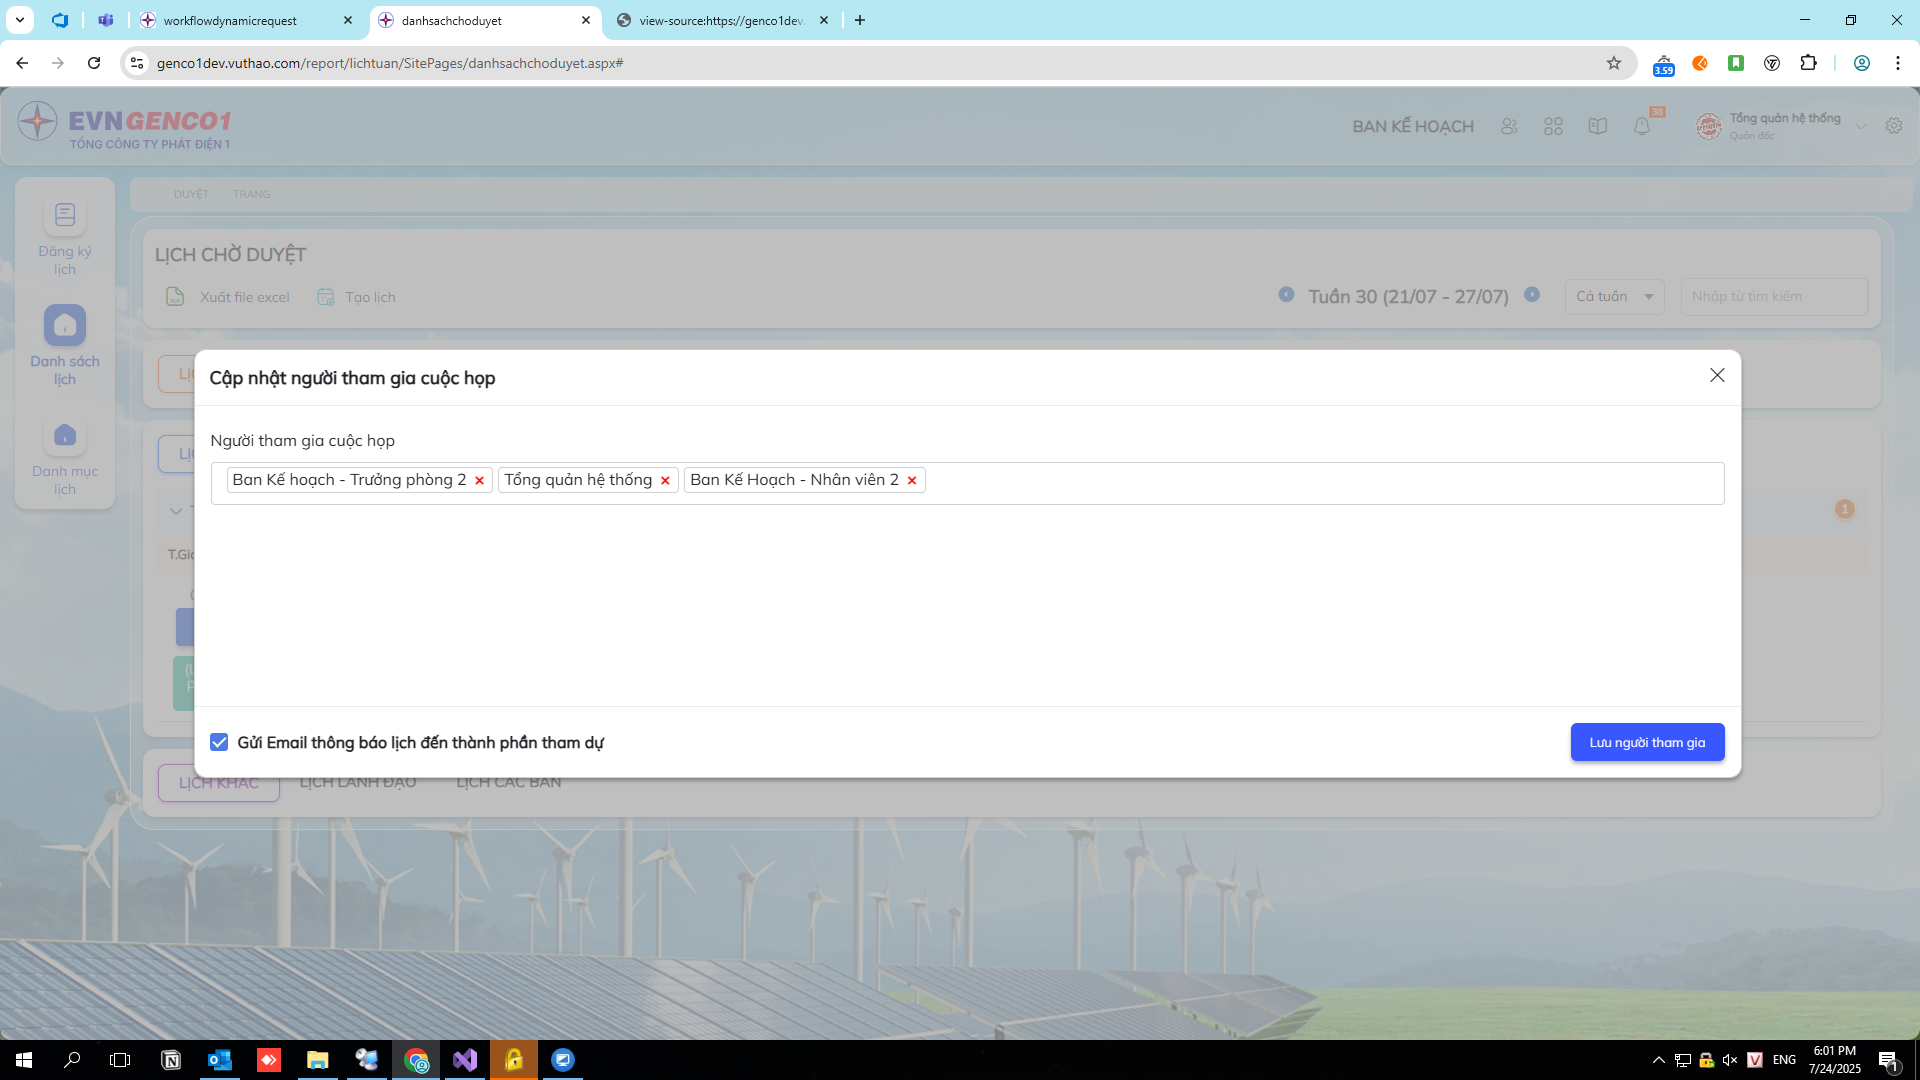 workflowdynamicrequest
danhsachchoduyet
view-source:https://genco1dev.
genco1dev.vuthao.com/report/lichtuan/SitePages/danhsachchoduyet.aspx#
3.59
EVNGENCO1
TỔNG CÔNG TY PHÁT ĐIỆN 1
BAN KẾ HOẠCH
38
Tổng quản hệ thống
Quản đốc
Đăng ký
lịch
Danh sách
lịch
Danh mục
lịch
DUYỆT
TRANG
LỊCH CHỜ DUYỆT
Xuất file excel
Tạo lịch
Tuần 30 (21/07 - 27/07)
Cả tuần
Nhập từ tìm kiếm
Cập nhật người tham gia cuộc họp
Người tham gia cuộc họp
Ban Kế hoạch - Trưởng phòng 2 ×
Tổng quản hệ thống ×
Ban Kế Hoạch - Nhân viên 2 ×
1
Gửi Email thông báo lịch đến thành phần tham dự
Lưu người tham gia
LỊCH KHÁC
LỊCH LÃNH ĐẠO
LỊCH CÁC BAN
ENG
6:01 PM
7/24/2025
1